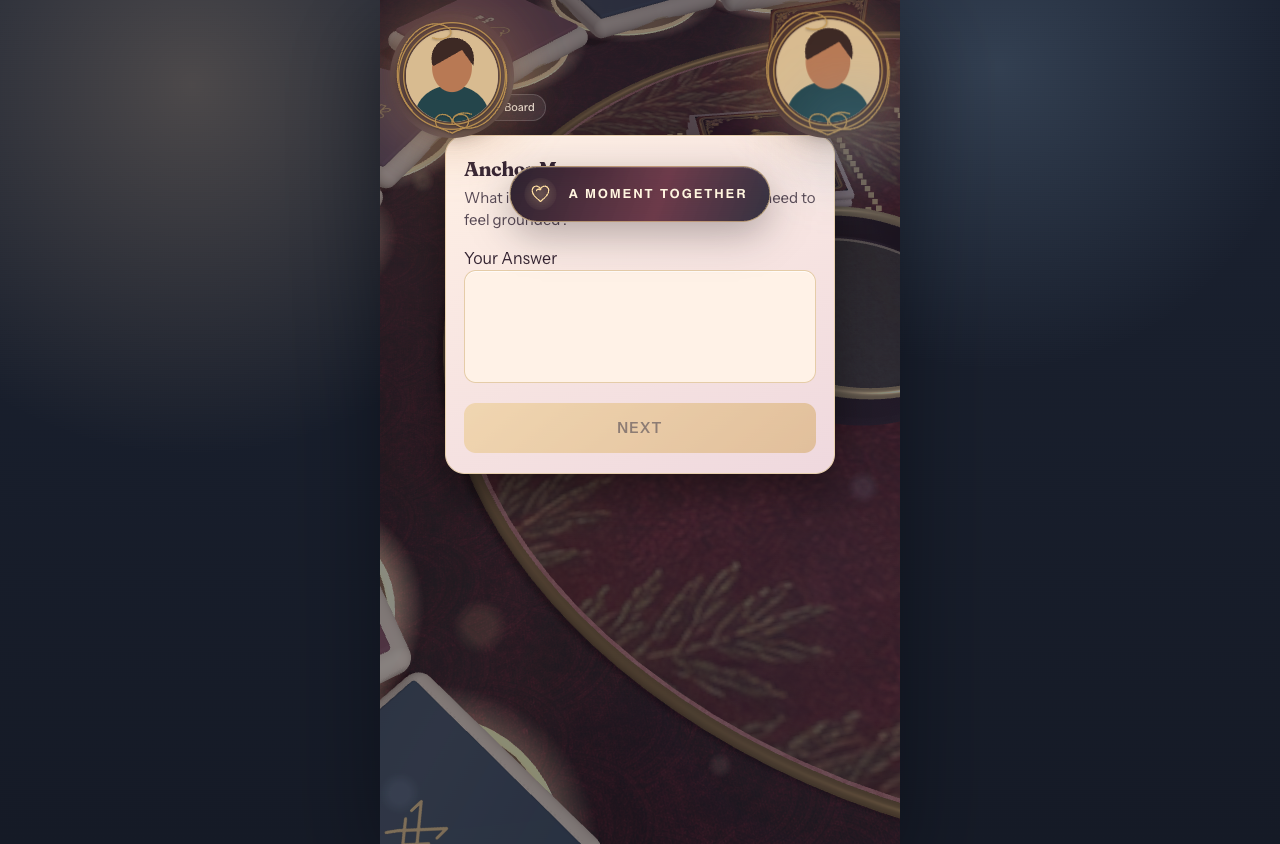 Board
A MOMENT TOGETHER
What need to
feel grounded?
Your Answer
NEXT